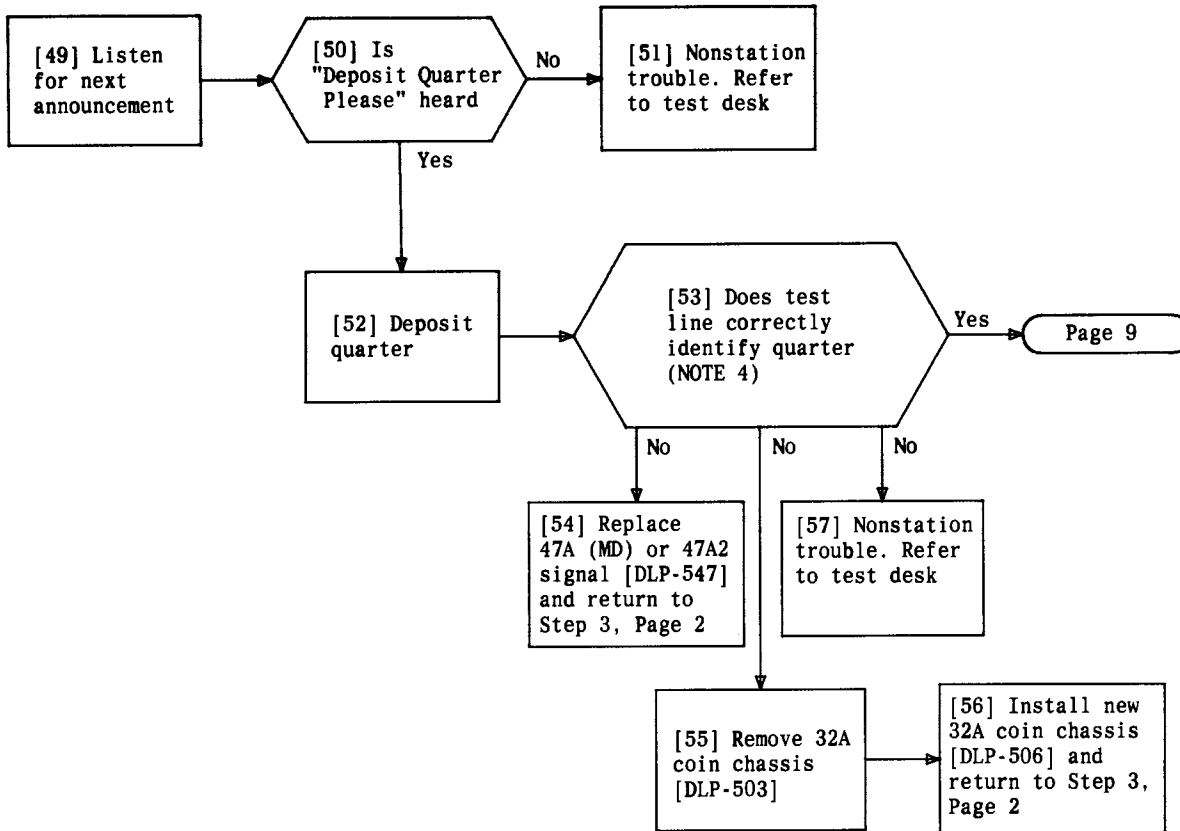 [49] Listen
for next
announcement
[50] Is
"Deposit Quarter
Please" heard
No
[51] Nonstation
trouble. Refer
to test desk
Yes
[52] Deposit
quarter
[53] Does test
line correctly
identify quarter
(NOTE 4)
Yes
Page 9
No
No
No
[54] Replace
47A (MD) or 47A2
signal [DLP-547]
and return to
Step 3, Page 2
[57] Nonstation
trouble. Refer
to test desk
[55] Remove 32A
coin chassis
[DLP-503]
[56] Install new
32A coin chassis
[DLP-506] and
return to Step 3,
Page 2